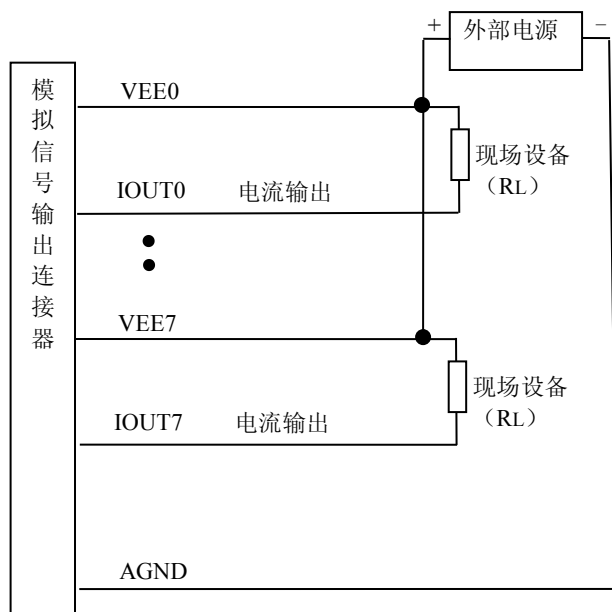 + 外部电源 −
模拟信号输出连接器
VEE0
现场设备
（RL）
IOUT0 电流输出
VEE7
现场设备
（RL）
IOUT7 电流输出
AGND